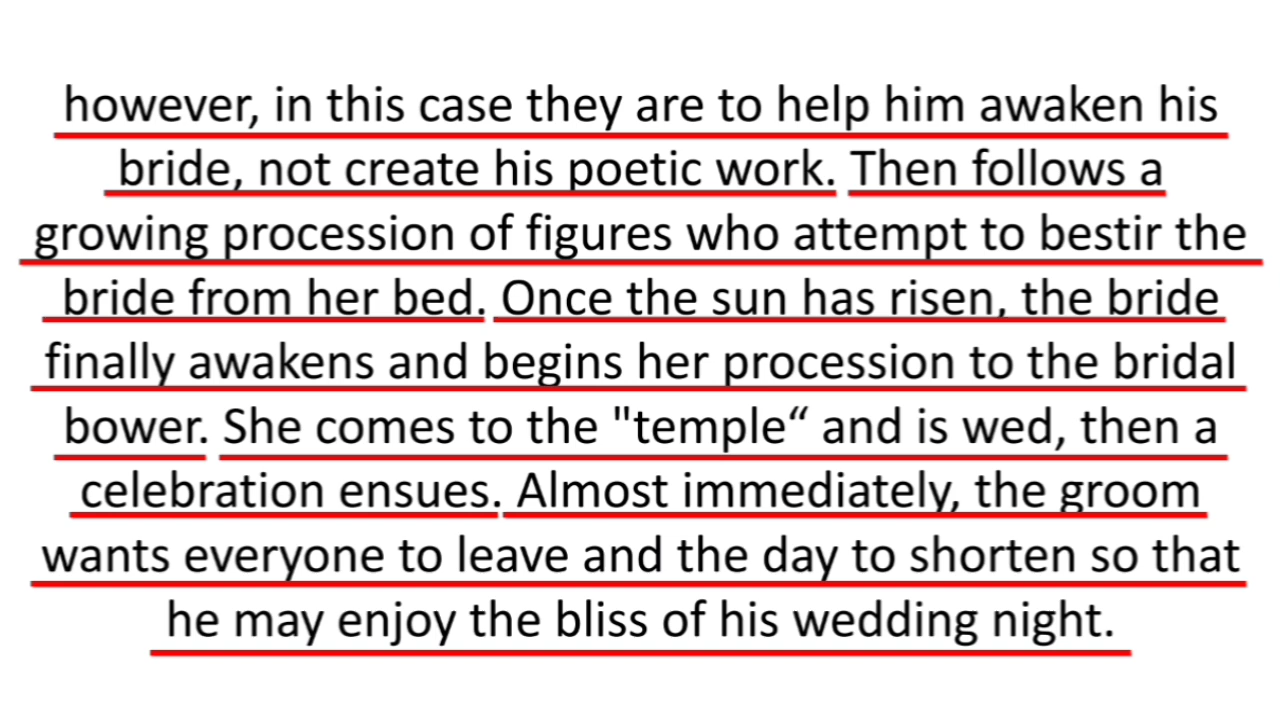 however, in this case they are to help him awaken his
bride, not create his poetic work. Then follows a
growing procession of figures who attempt to bestir the
bride from her bed. Once the sun has risen, the bride
finally awakens and begins her procession to the bridal
bower. She comes to the "temple“ and is wed, then a
celebration ensues. Almost immediately, the groom
wants everyone to leave and the day to shorten so that
he may enjoy the bliss of his wedding night.